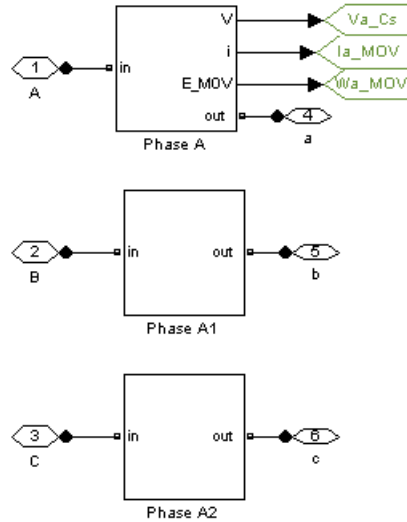 V
Va_Cs
1
in
i
Ia_MOV
A
E_MOV
Wa_MOV
out
4
Phase A
a
2
in
out
5
B
b
Phase A1
3
in
out
6
C
c
Phase A2